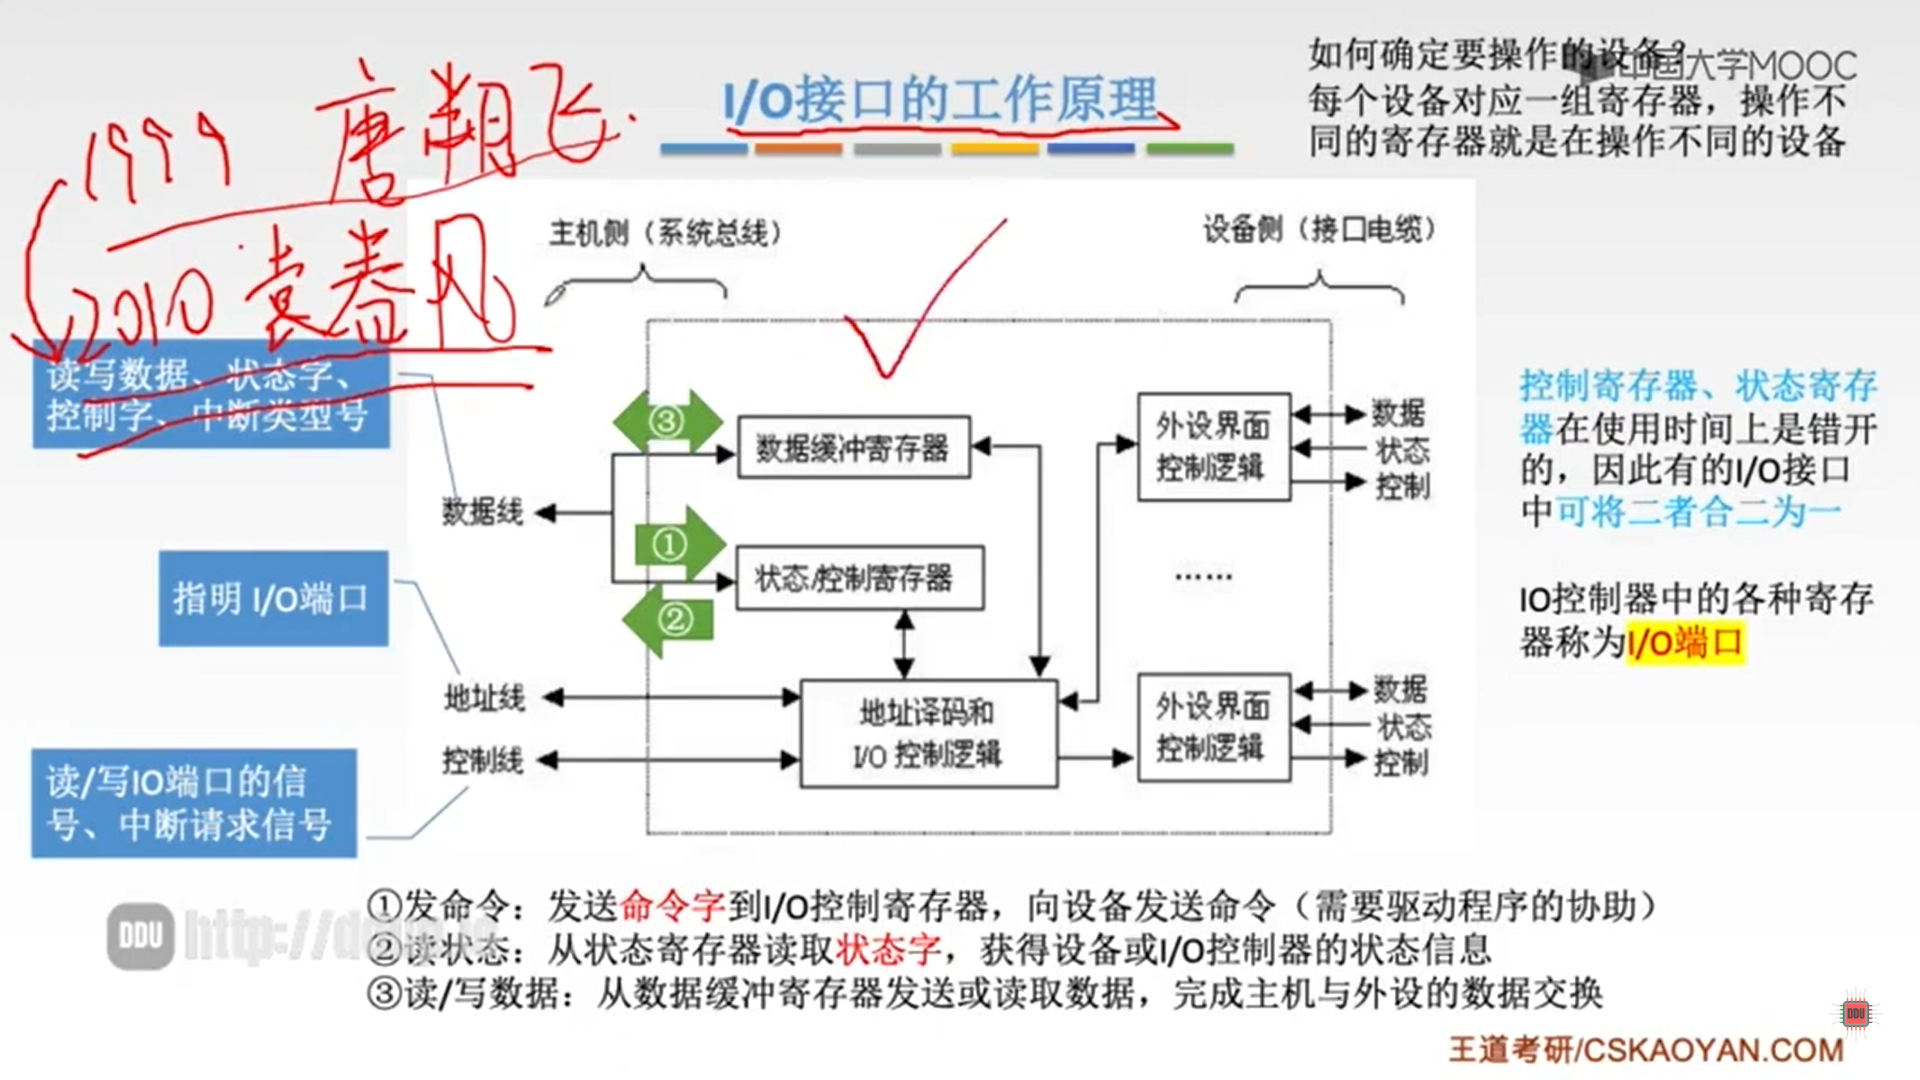 如何确定要操作的设备?
中国大学MOOC
每个设备对应一组寄存器，操作不
同的寄存器就是在操作不同的设备
I/O接口的工作原理
1999 唐朔飞
2010 袁春风
主机侧（系统总线）
设备侧（接口电缆）
读写数据、状态字、
控制字、中断类型号
③
数据缓冲寄存器
外设界面
控制逻辑
数据
状态
控制
数据线
①
状态/控制寄存器
②
……
控制寄存器、状态寄存
器在使用时间上是错开
的，因此有的I/O接口
中可将二者合二为一
指明 I/O端口
IO控制器中的各种寄存
器称为I/O端口
地址线
地址译码和
I/O 控制逻辑
外设界面
控制逻辑
数据
状态
控制
控制线
读/写IO端口的信
号、中断请求信号
①发命令：发送命令字到I/O控制寄存器，向设备发送命令（需要驱动程序的协助）
②读状态：从状态寄存器读取状态字，获得设备或I/O控制器的状态信息
③读/写数据：从数据缓冲寄存器发送或读取数据，完成主机与外设的数据交换
DDU
DDU
王道考研/CSKAOYAN.COM